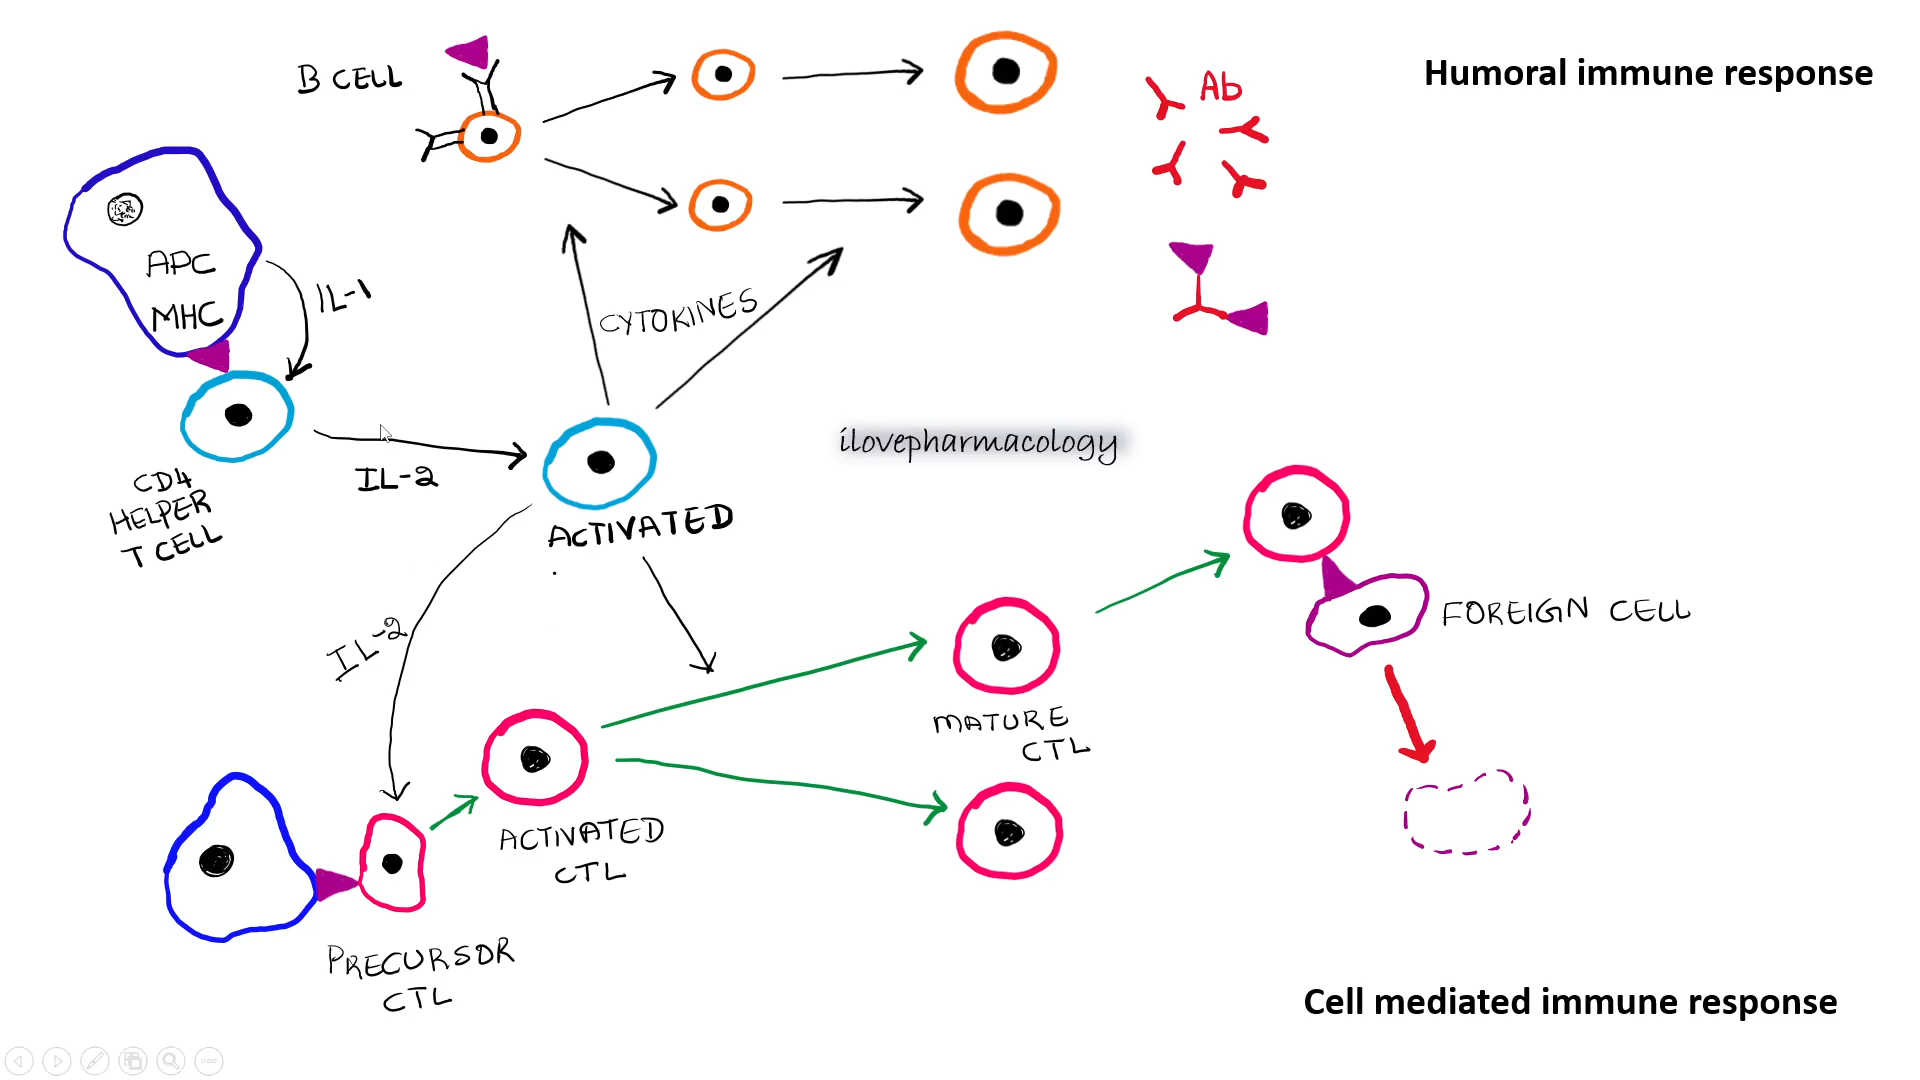 Humoral immune response
B CELL
Ab
APC
MHC
IL-1
CYTOKINES
CD4
HELPER
T CELL
IL-2
ACTIVATED
ilovepharmacology
IL-2
FOREIGN CELL
MATURE
CTL
ACTIVATED
CTL
PRECURSOR
CTL
Cell mediated immune response